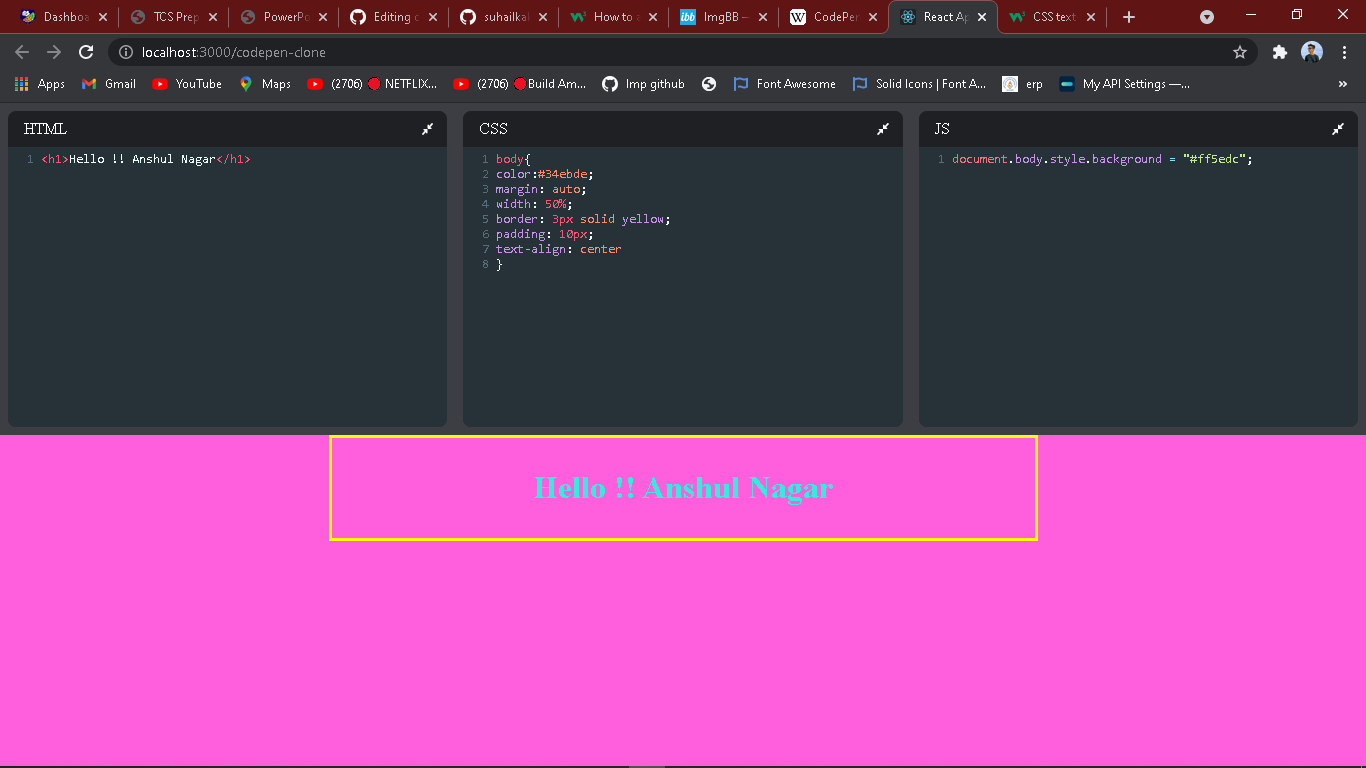 Dashboa
TCS Prep
PowerPo
Editing c
suhailkal
How to a
ibb ImgBB –
W CodePen
React Ap
CSS text
localhost:3000/codepen-clone
Apps
Gmail
YouTube
Maps
(2706) 🔴 NETFLIX...
(2706) 🔴Build Am...
Imp github
Font Awesome
Solid Icons | Font A...
erp
My API Settings —...
»
HTML
1 <h1>Hello !! Anshul Nagar</h1>
CSS
1 body{
2 color:#34ebde;
3 margin: auto;
4 width: 50%;
5 border: 3px solid yellow;
6 padding: 10px;
7 text-align: center
8 }
JS
1 document.body.style.background = "#ff5edc";
Hello !! Anshul Nagar